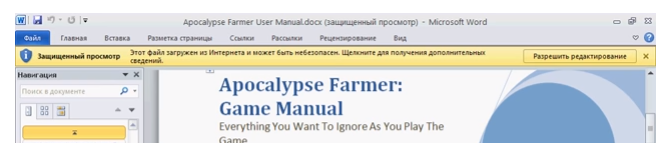 Apocalypse Farmer User Manual.docx (защищенный просмотр) - Microsoft Word
Файл Главная Вставка Разметка страницы Ссылки Рассылки Рецензирование Вид
Защищенный просмотр Этот файл загружен из Интернета и может быть небезопасен. Щелкните для получения дополнительных
сведений. Разрешить редактирование
Навигация
Поиск в документе
Apocalypse Farmer:
Game Manual
Everything You Want To Ignore As You Play The
Game